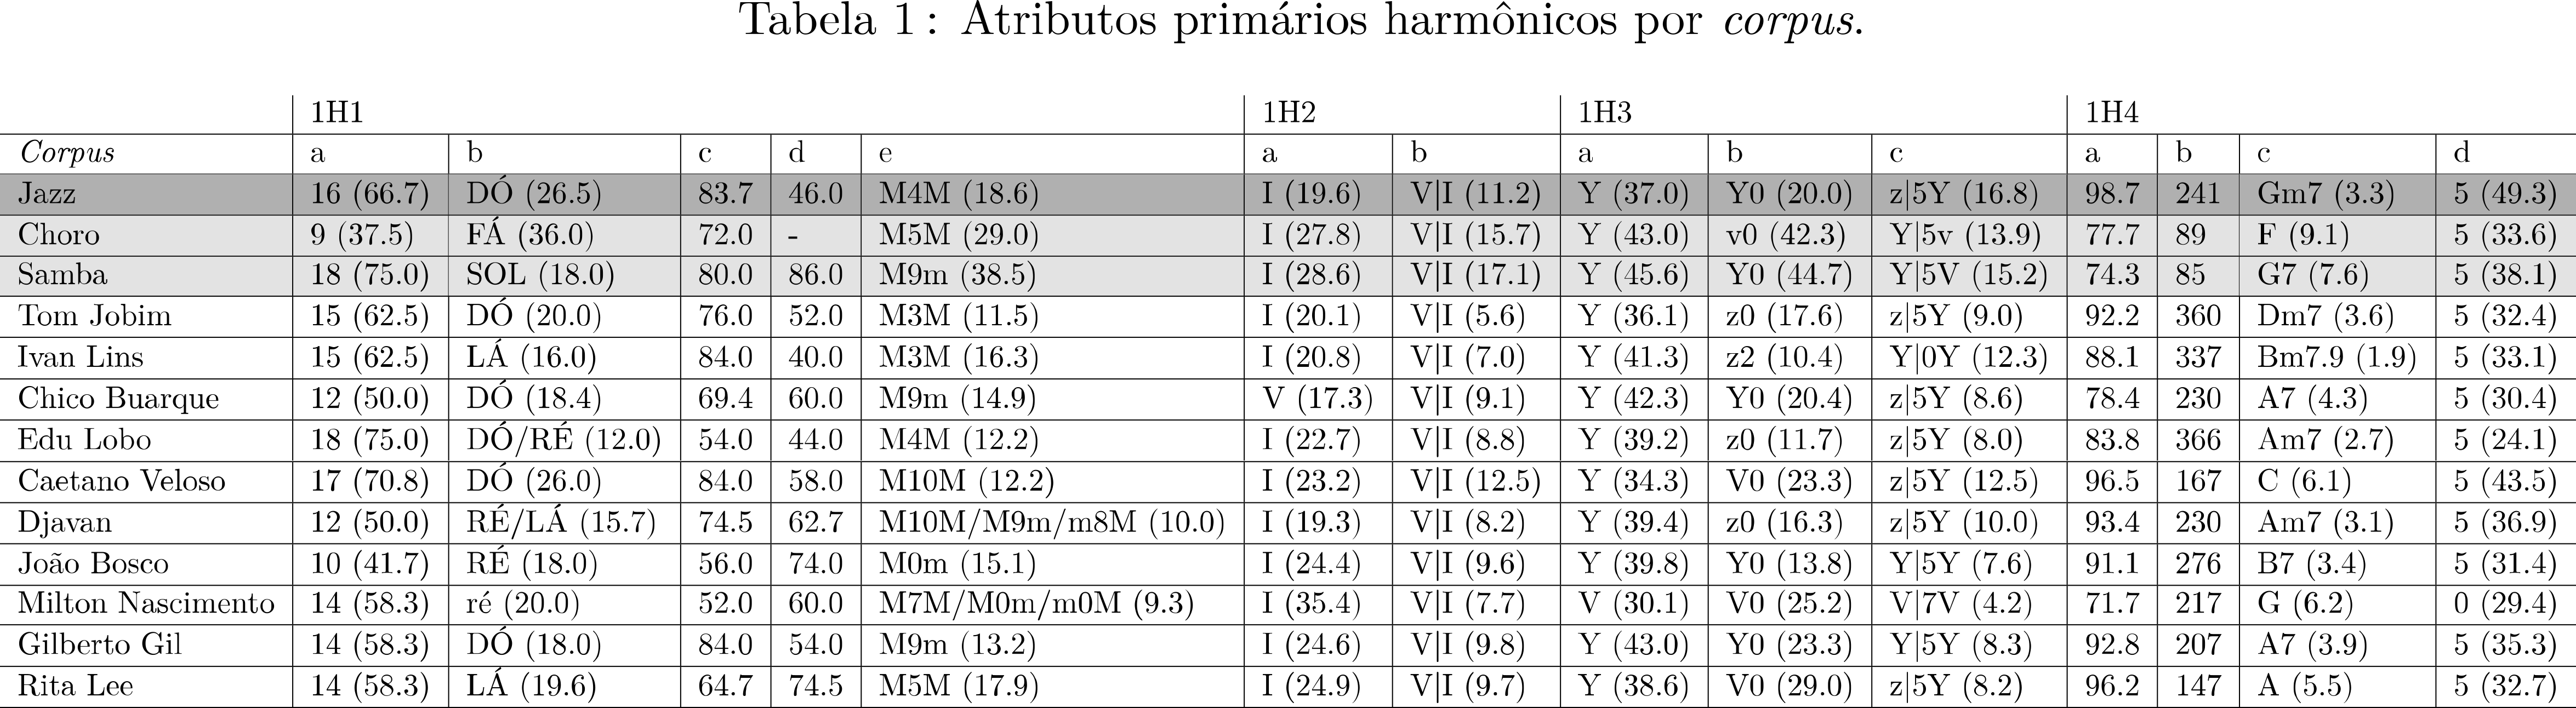 Tabela 1: Atributos primários harmônicos por corpus.
1H1 1H2 1H3 1H4
Corpus a b c d e a b a b c a b c d
Jazz 16 (66.7) DÓ (26.5) 83.7 46.0 M4M (18.6) I (19.6) V|I (11.2) Y (37.0) Y0 (20.0) z|5Y (16.8) 98.7 241 Gm7 (3.3) 5 (49.3)
Choro 9 (37.5) FÁ (36.0) 72.0 - M5M (29.0) I (27.8) V|I (15.7) Y (43.0) v0 (42.3) Y|5v (13.9) 77.7 89 F (9.1) 5 (33.6)
Samba 18 (75.0) SOL (18.0) 80.0 86.0 M9m (38.5) I (28.6) V|I (17.1) Y (45.6) Y0 (44.7) Y|5V (15.2) 74.3 85 G7 (7.6) 5 (38.1)
Tom Jobim 15 (62.5) DÓ (20.0) 76.0 52.0 M3M (11.5) I (20.1) V|I (5.6) Y (36.1) z0 (17.6) z|5Y (9.0) 92.2 360 Dm7 (3.6) 5 (32.4)
Ivan Lins 15 (62.5) LÁ (16.0) 84.0 40.0 M3M (16.3) I (20.8) V|I (7.0) Y (41.3) z2 (10.4) Y|0Y (12.3) 88.1 337 Bm7.9 (1.9) 5 (33.1)
Chico Buarque 12 (50.0) DÓ (18.4) 69.4 60.0 M9m (14.9) V (17.3) V|I (9.1) Y (42.3) Y0 (20.4) z|5Y (8.6) 78.4 230 A7 (4.3) 5 (30.4)
Edu Lobo 18 (75.0) DÓ/RÉ (12.0) 54.0 44.0 M4M (12.2) I (22.7) V|I (8.8) Y (39.2) z0 (11.7) z|5Y (8.0) 83.8 366 Am7 (2.7) 5 (24.1)
Caetano Veloso 17 (70.8) DÓ (26.0) 84.0 58.0 M10M (12.2) I (23.2) V|I (12.5) Y (34.3) V0 (23.3) z|5Y (12.5) 96.5 167 C (6.1) 5 (43.5)
Djavan 12 (50.0) RÉ/LÁ (15.7) 74.5 62.7 M10M/M9m/m8M (10.0) I (19.3) V|I (8.2) Y (39.4) z0 (16.3) z|5Y (10.0) 93.4 230 Am7 (3.1) 5 (36.9)
João Bosco 10 (41.7) RÉ (18.0) 56.0 74.0 M0m (15.1) I (24.4) V|I (9.6) Y (39.8) Y0 (13.8) Y|5Y (7.6) 91.1 276 B7 (3.4) 5 (31.4)
Milton Nascimento 14 (58.3) ré (20.0) 52.0 60.0 M7M/M0m/m0M (9.3) I (35.4) V|I (7.7) V (30.1) V0 (25.2) V|7V (4.2) 71.7 217 G (6.2) 0 (29.4)
Gilberto Gil 14 (58.3) DÓ (18.0) 84.0 54.0 M9m (13.2) I (24.6) V|I (9.8) Y (43.0) Y0 (23.3) Y|5Y (8.3) 92.8 207 A7 (3.9) 5 (35.3)
Rita Lee 14 (58.3) LÁ (19.6) 64.7 74.5 M5M (17.9) I (24.9) V|I (9.7) Y (38.6) V0 (29.0) z|5Y (8.2) 96.2 147 A (5.5) 5 (32.7)